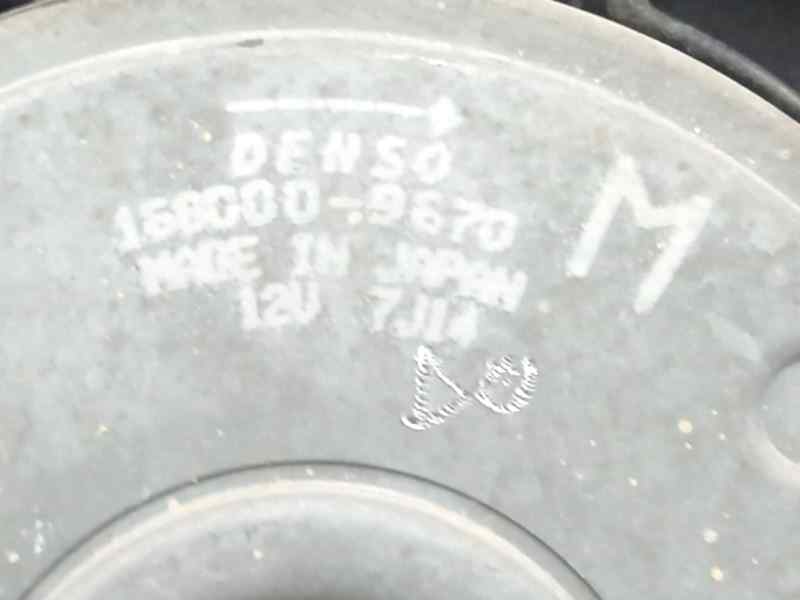 DENSO
M
168000-9670
MADE IN JAPAN
12V 7J14